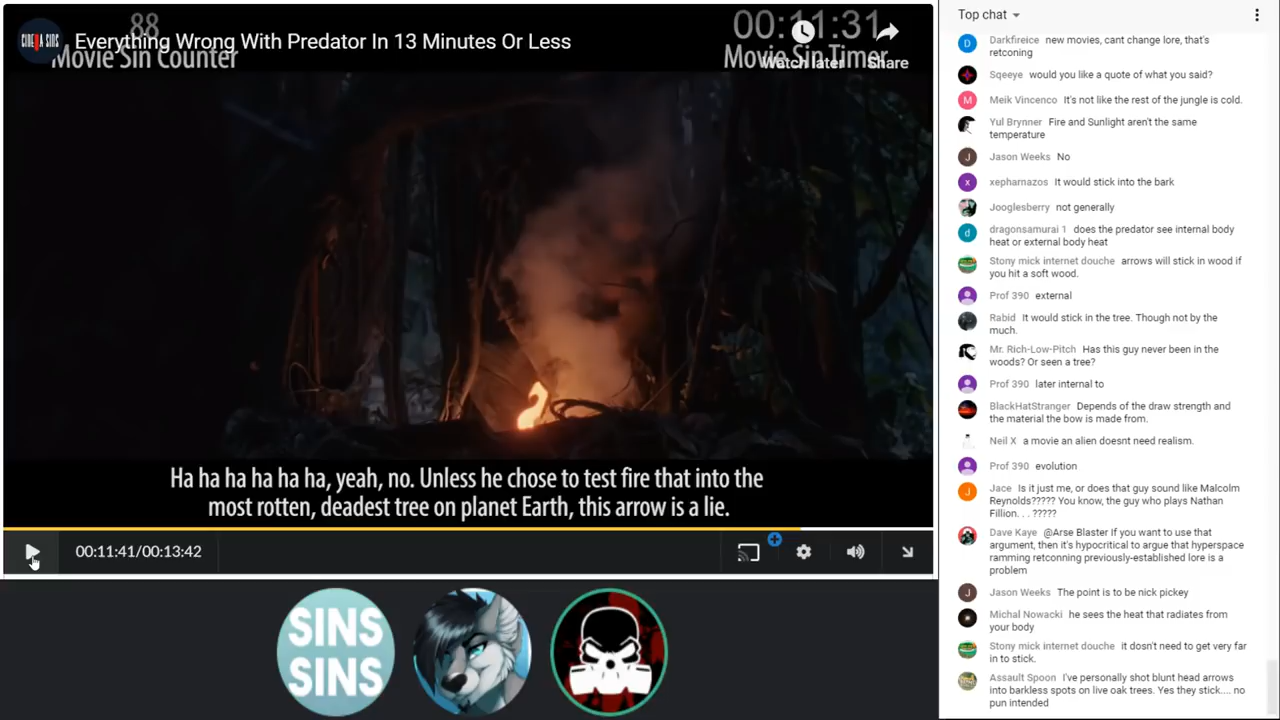 88
Movie Sin Counter
CINEMA SINS
Everything Wrong With Predator In 13 Minutes Or Less
00:11:31
Movie Sin Timer
Watch later
Share
Ha ha ha ha ha ha, yeah, no. Unless he chose to test fire that into the
most rotten, deadest tree on planet Earth, this arrow is a lie.
00:11:41/00:13:42
SINS
SINS
Top chat
D
Darkfireice new movies, cant change lore, that's
retconing
Sqeeye would you like a quote of what you said?
M
Meik Vincenco It's not like the rest of the jungle is cold.
Yul Brynner Fire and Sunlight aren't the same
temperature
J
Jason Weeks No
x
xepharnazos It would stick into the bark
Jooglesberry not generally
d
dragonsamurai 1 does the predator see internal body
heat or external body heat
Stony mick internet douche arrows will stick in wood if
you hit a soft wood.
Prof 390 external
Rabid It would stick in the tree. Though not by the
much.
Mr. Rich-Low-Pitch Has this guy never been in the
woods? Or seen a tree?
Prof 390 later internal to
BlackHatStranger Depends of the draw strength and
the material the bow is made from.
Neil X a movie an alien doesnt need realism.
Prof 390 evolution
J
Jace Is it just me, or does that guy sound like Malcolm
Reynolds????? You know, the guy who plays Nathan
Fillion. . . ?????
Dave Kaye @Arse Blaster If you want to use that
argument, then it's hypocritical to argue that hyperspace
ramming retconning previously-established lore is a
problem
J
Jason Weeks The point is to be nick pickey
Michal Nowacki he sees the heat that radiates from
your body
Stony mick internet douche it dosn't need to get very far
in to stick.
Assault Spoon I've personally shot blunt head arrows
into barkless spots on live oak trees. Yes they stick.... no
pun intended